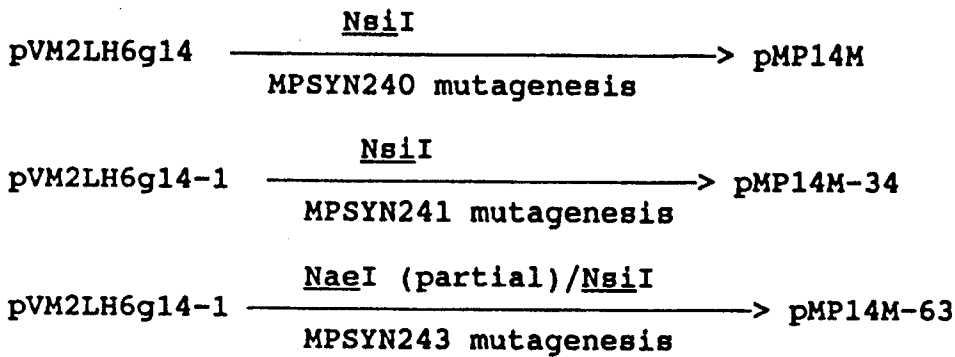 NsiI
pVM2LH6g14 ————————> pMP14M
MPSYN240 mutagenesis
NsiI
pVM2LH6g14-1 ————————> pMP14M-34
MPSYN241 mutagenesis
NaeI (partial)/NsiI
pVM2LH6g14-1 ————————> pMP14M-63
MPSYN243 mutagenesis